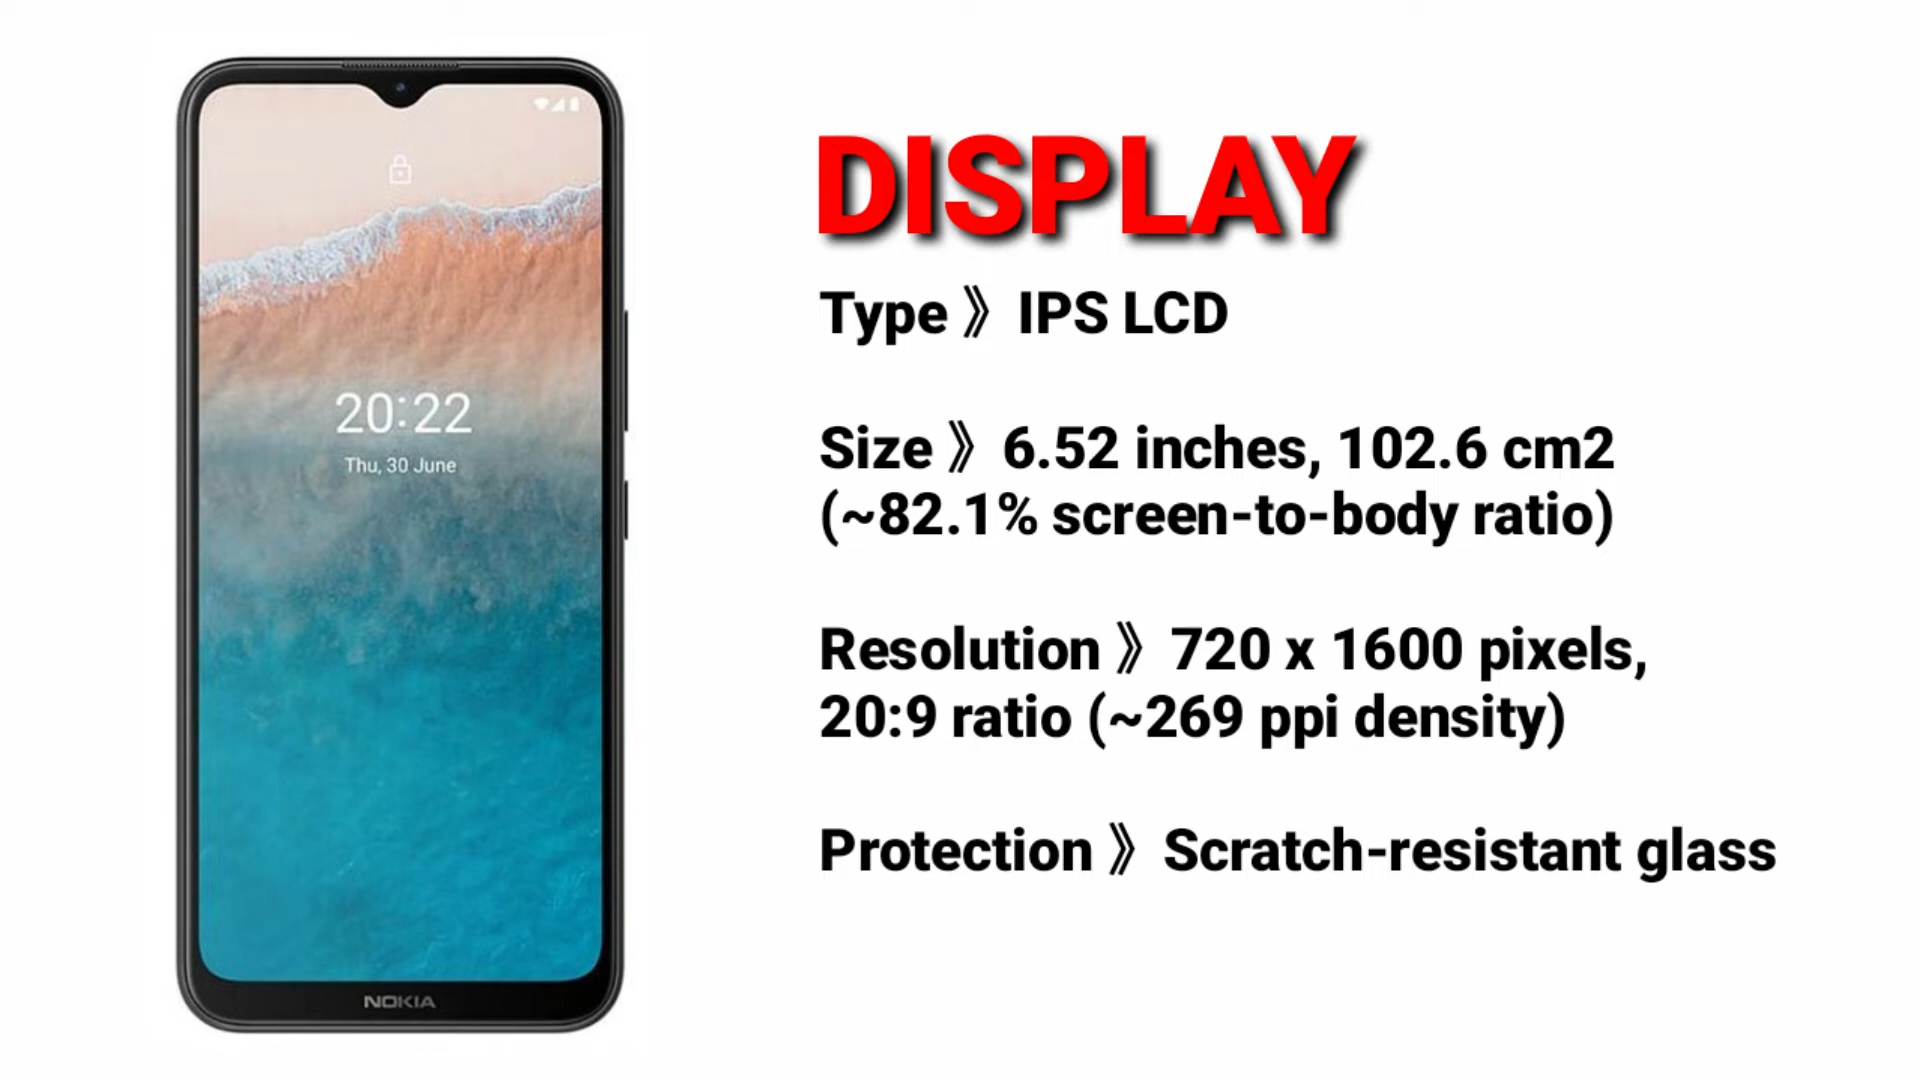 20:22
Thu, 30 June
NOKIA
DISPLAY
Type 》 IPS LCD
Size 》 6.52 inches, 102.6 cm2
(~82.1% screen-to-body ratio)
Resolution 》 720 x 1600 pixels,
20:9 ratio (~269 ppi density)
Protection 》 Scratch-resistant glass